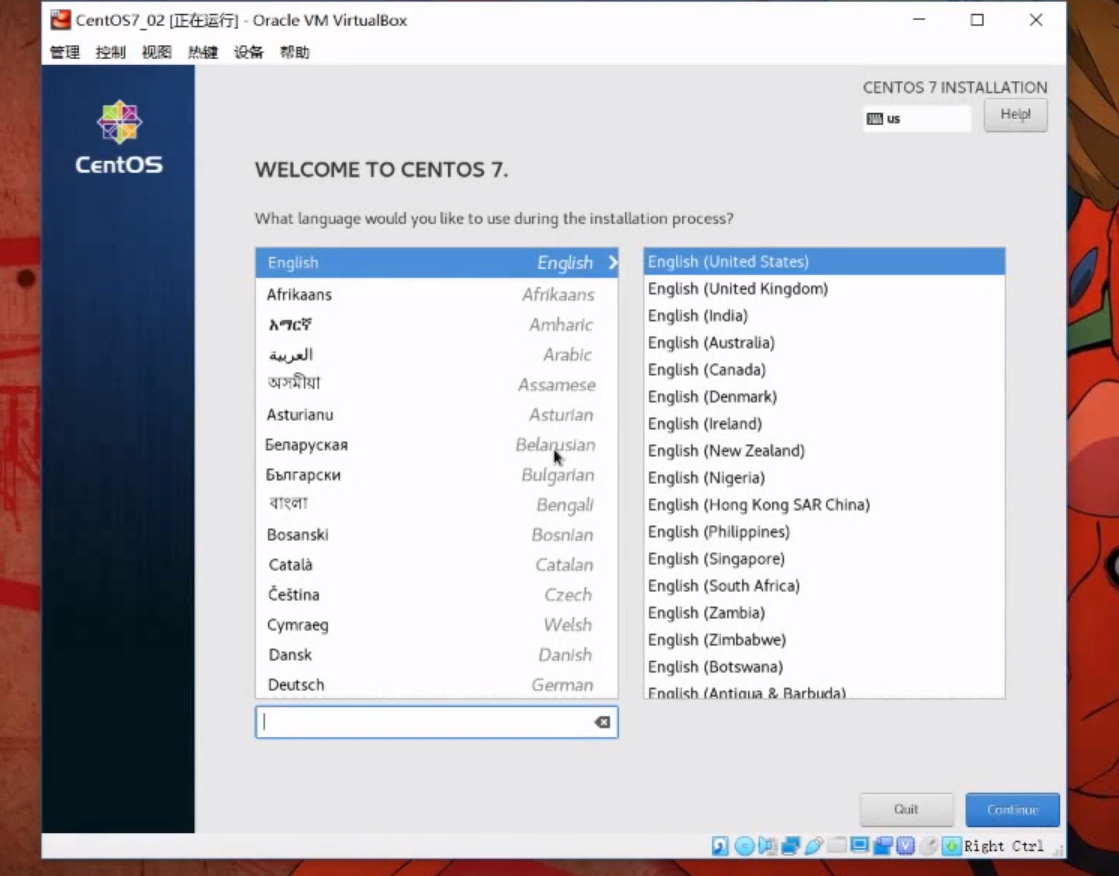 CentOS7_02 [正在运行] - Oracle VM VirtualBox
管理 控制 视图 热键 设备 帮助
CENTOS 7 INSTALLATION
us
Help!
CentOS
WELCOME TO CENTOS 7.
What language would you like to use during the installation process?
English English
Afrikaans Afrikaans
አማርኛ Amharic
العربية Arabic
অসমীয়া Assamese
Asturianu Asturian
Беларуская Belarusian
Български Bulgarian
বাংলা Bengali
Bosanski Bosnian
Català Catalan
Čeština Czech
Cymraeg Welsh
Dansk Danish
Deutsch German
English (United States)
English (United Kingdom)
English (India)
English (Australia)
English (Canada)
English (Denmark)
English (Ireland)
English (New Zealand)
English (Nigeria)
English (Hong Kong SAR China)
English (Philippines)
English (Singapore)
English (South Africa)
English (Zambia)
English (Zimbabwe)
English (Botswana)
English (Antigua & Barbuda)
Quit
Continue
Right Ctrl